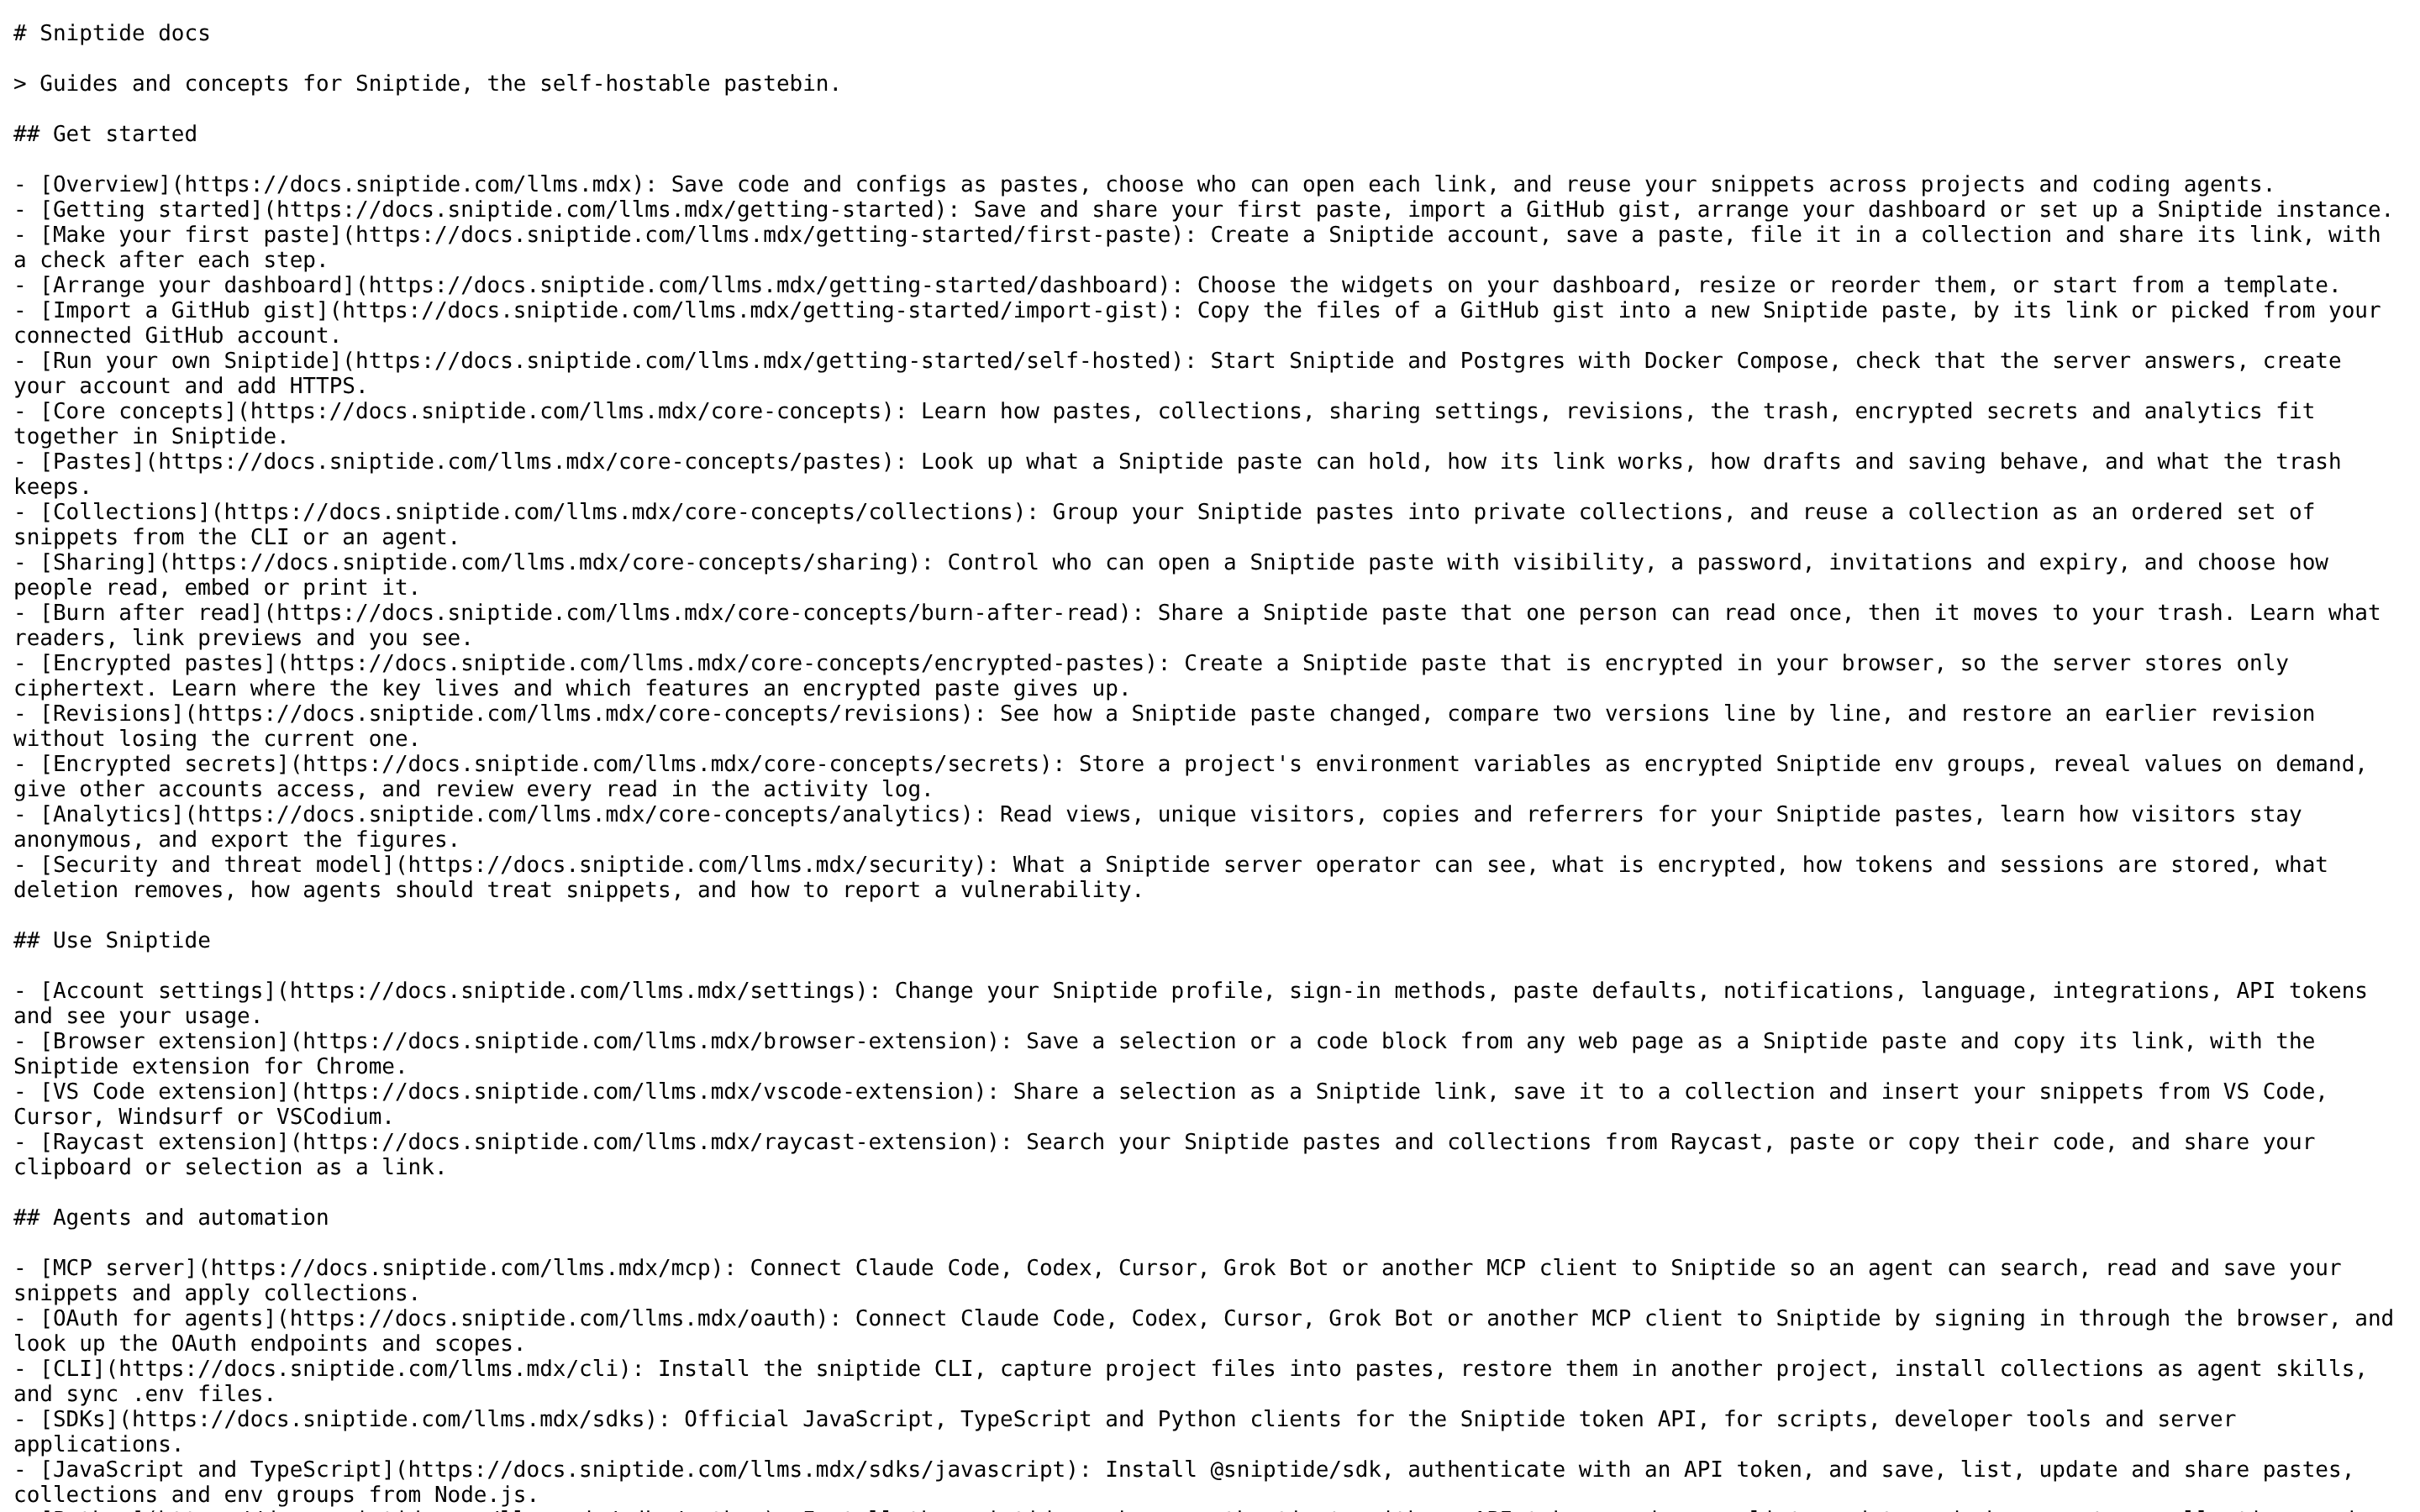 # Sniptide docs
> Guides and concepts for Sniptide, the self-hostable pastebin.
## Get started
- [Overview](https://docs.sniptide.com/llms.mdx): Save code and configs as pastes, choose who can open each link, and reuse your snippets across projects and coding agents.
- [Getting started](https://docs.sniptide.com/llms.mdx/getting-started): Save and share your first paste, import a GitHub gist, arrange your dashboard or set up a Sniptide instance.
- [Make your first paste](https://docs.sniptide.com/llms.mdx/getting-started/first-paste): Create a Sniptide account, save a paste, file it in a collection and share its link, with
a check after each step.
- [Arrange your dashboard](https://docs.sniptide.com/llms.mdx/getting-started/dashboard): Choose the widgets on your dashboard, resize or reorder them, or start from a template.
- [Import a GitHub gist](https://docs.sniptide.com/llms.mdx/getting-started/import-gist): Copy the files of a GitHub gist into a new Sniptide paste, by its link or picked from your
connected GitHub account.
- [Run your own Sniptide](https://docs.sniptide.com/llms.mdx/getting-started/self-hosted): Start Sniptide and Postgres with Docker Compose, check that the server answers, create
your account and add HTTPS.
- [Core concepts](https://docs.sniptide.com/llms.mdx/core-concepts): Learn how pastes, collections, sharing settings, revisions, the trash, encrypted secrets and analytics fit
together in Sniptide.
- [Pastes](https://docs.sniptide.com/llms.mdx/core-concepts/pastes): Look up what a Sniptide paste can hold, how its link works, how drafts and saving behave, and what the trash
keeps.
- [Collections](https://docs.sniptide.com/llms.mdx/core-concepts/collections): Group your Sniptide pastes into private collections, and reuse a collection as an ordered set of
snippets from the CLI or an agent.
- [Sharing](https://docs.sniptide.com/llms.mdx/core-concepts/sharing): Control who can open a Sniptide paste with visibility, a password, invitations and expiry, and choose how
people read, embed or print it.
- [Burn after read](https://docs.sniptide.com/llms.mdx/core-concepts/burn-after-read): Share a Sniptide paste that one person can read once, then it moves to your trash. Learn what
readers, link previews and you see.
- [Encrypted pastes](https://docs.sniptide.com/llms.mdx/core-concepts/encrypted-pastes): Create a Sniptide paste that is encrypted in your browser, so the server stores only
ciphertext. Learn where the key lives and which features an encrypted paste gives up.
- [Revisions](https://docs.sniptide.com/llms.mdx/core-concepts/revisions): See how a Sniptide paste changed, compare two versions line by line, and restore an earlier revision
without losing the current one.
- [Encrypted secrets](https://docs.sniptide.com/llms.mdx/core-concepts/secrets): Store a project's environment variables as encrypted Sniptide env groups, reveal values on demand,
give other accounts access, and review every read in the activity log.
- [Analytics](https://docs.sniptide.com/llms.mdx/core-concepts/analytics): Read views, unique visitors, copies and referrers for your Sniptide pastes, learn how visitors stay
anonymous, and export the figures.
- [Security and threat model](https://docs.sniptide.com/llms.mdx/security): What a Sniptide server operator can see, what is encrypted, how tokens and sessions are stored, what
deletion removes, how agents should treat snippets, and how to report a vulnerability.
## Use Sniptide
- [Account settings](https://docs.sniptide.com/llms.mdx/settings): Change your Sniptide profile, sign-in methods, paste defaults, notifications, language, integrations, API tokens
and see your usage.
- [Browser extension](https://docs.sniptide.com/llms.mdx/browser-extension): Save a selection or a code block from any web page as a Sniptide paste and copy its link, with the
Sniptide extension for Chrome.
- [VS Code extension](https://docs.sniptide.com/llms.mdx/vscode-extension): Share a selection as a Sniptide link, save it to a collection and insert your snippets from VS Code,
Cursor, Windsurf or VSCodium.
- [Raycast extension](https://docs.sniptide.com/llms.mdx/raycast-extension): Search your Sniptide pastes and collections from Raycast, paste or copy their code, and share your
clipboard or selection as a link.
## Agents and automation
- [MCP server](https://docs.sniptide.com/llms.mdx/mcp): Connect Claude Code, Codex, Cursor, Grok Bot or another MCP client to Sniptide so an agent can search, read and save your
snippets and apply collections.
- [OAuth for agents](https://docs.sniptide.com/llms.mdx/oauth): Connect Claude Code, Codex, Cursor, Grok Bot or another MCP client to Sniptide by signing in through the browser, and
look up the OAuth endpoints and scopes.
- [CLI](https://docs.sniptide.com/llms.mdx/cli): Install the sniptide CLI, capture project files into pastes, restore them in another project, install collections as agent skills,
and sync .env files.
- [SDKs](https://docs.sniptide.com/llms.mdx/sdks): Official JavaScript, TypeScript and Python clients for the Sniptide token API, for scripts, developer tools and server
applications.
- [JavaScript and TypeScript](https://docs.sniptide.com/llms.mdx/sdks/javascript): Install @sniptide/sdk, authenticate with an API token, and save, list, update and share pastes,
collections and env groups from Node.js.